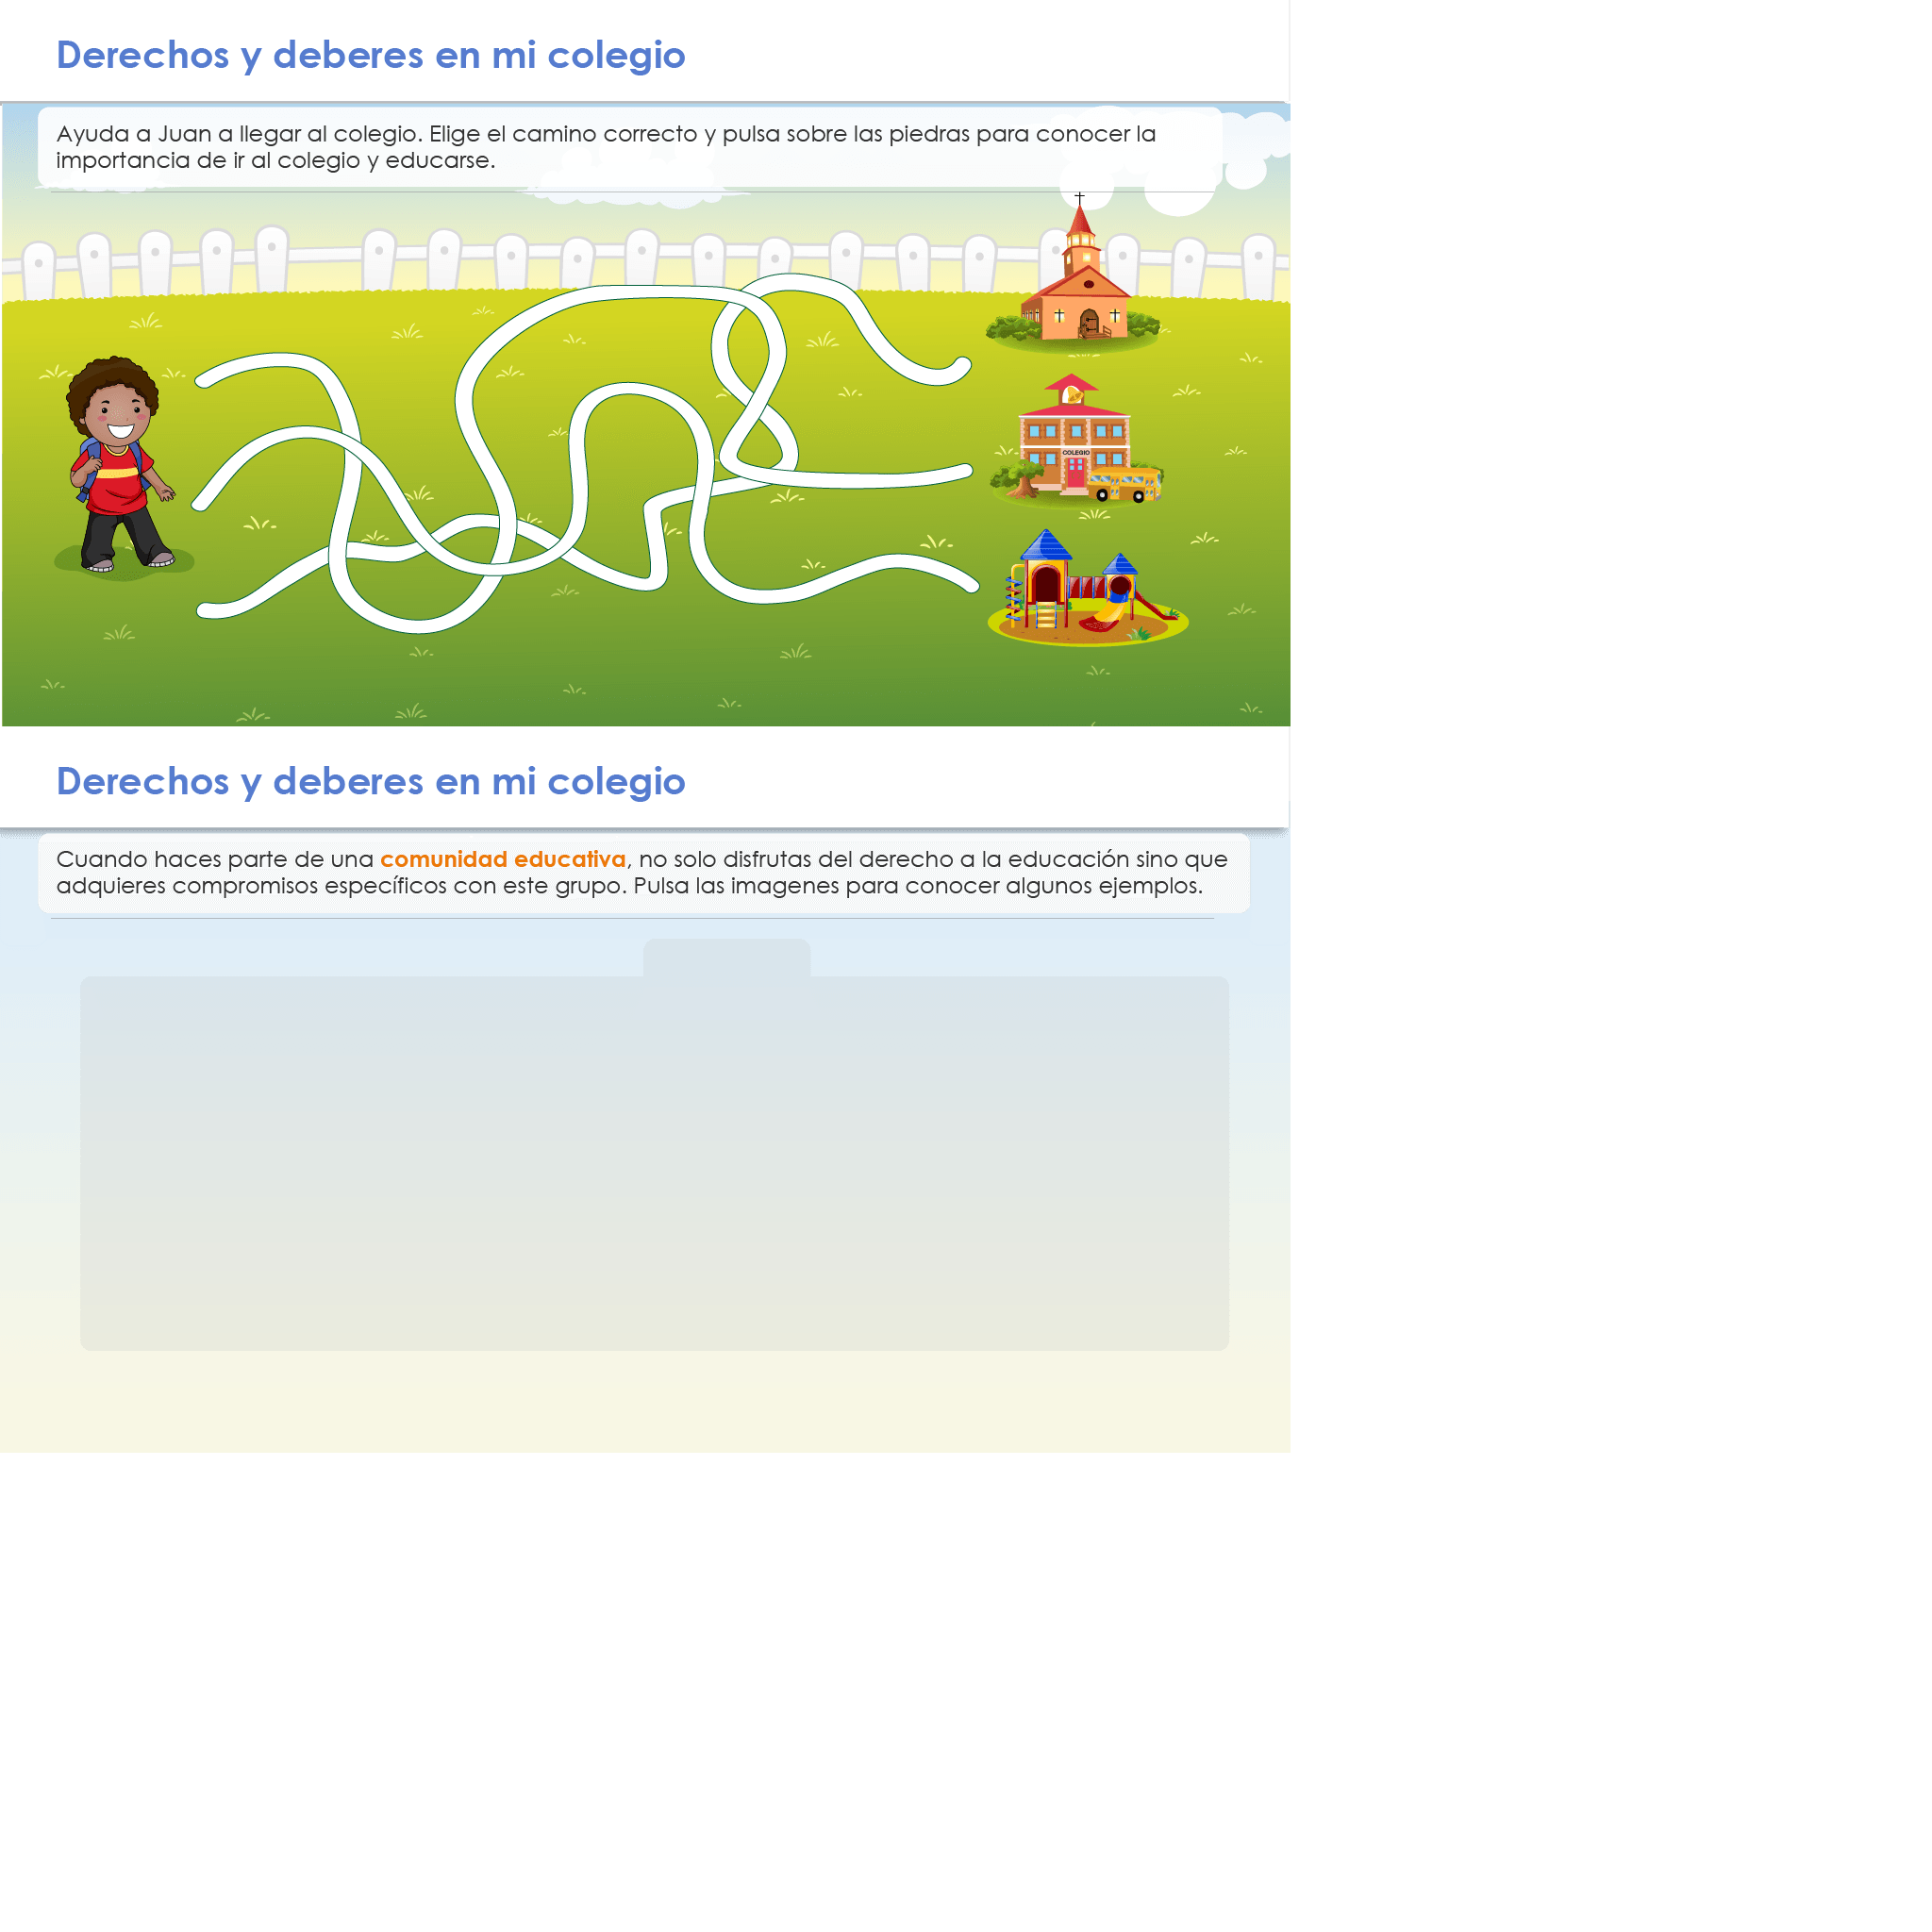 Derechos y deberes en mi colegio
Ayuda a Juan a llegar al colegio. Elige el camino correcto y pulsa sobre las piedras para conocer la
importancia de ir al colegio y educarse.
COLEGIO
Derechos y deberes en mi colegio
Cuando haces parte de una comunidad educativa, no solo disfrutas del derecho a la educación sino que
adquieres compromisos específicos con este grupo. Pulsa las imagenes para conocer algunos ejemplos.